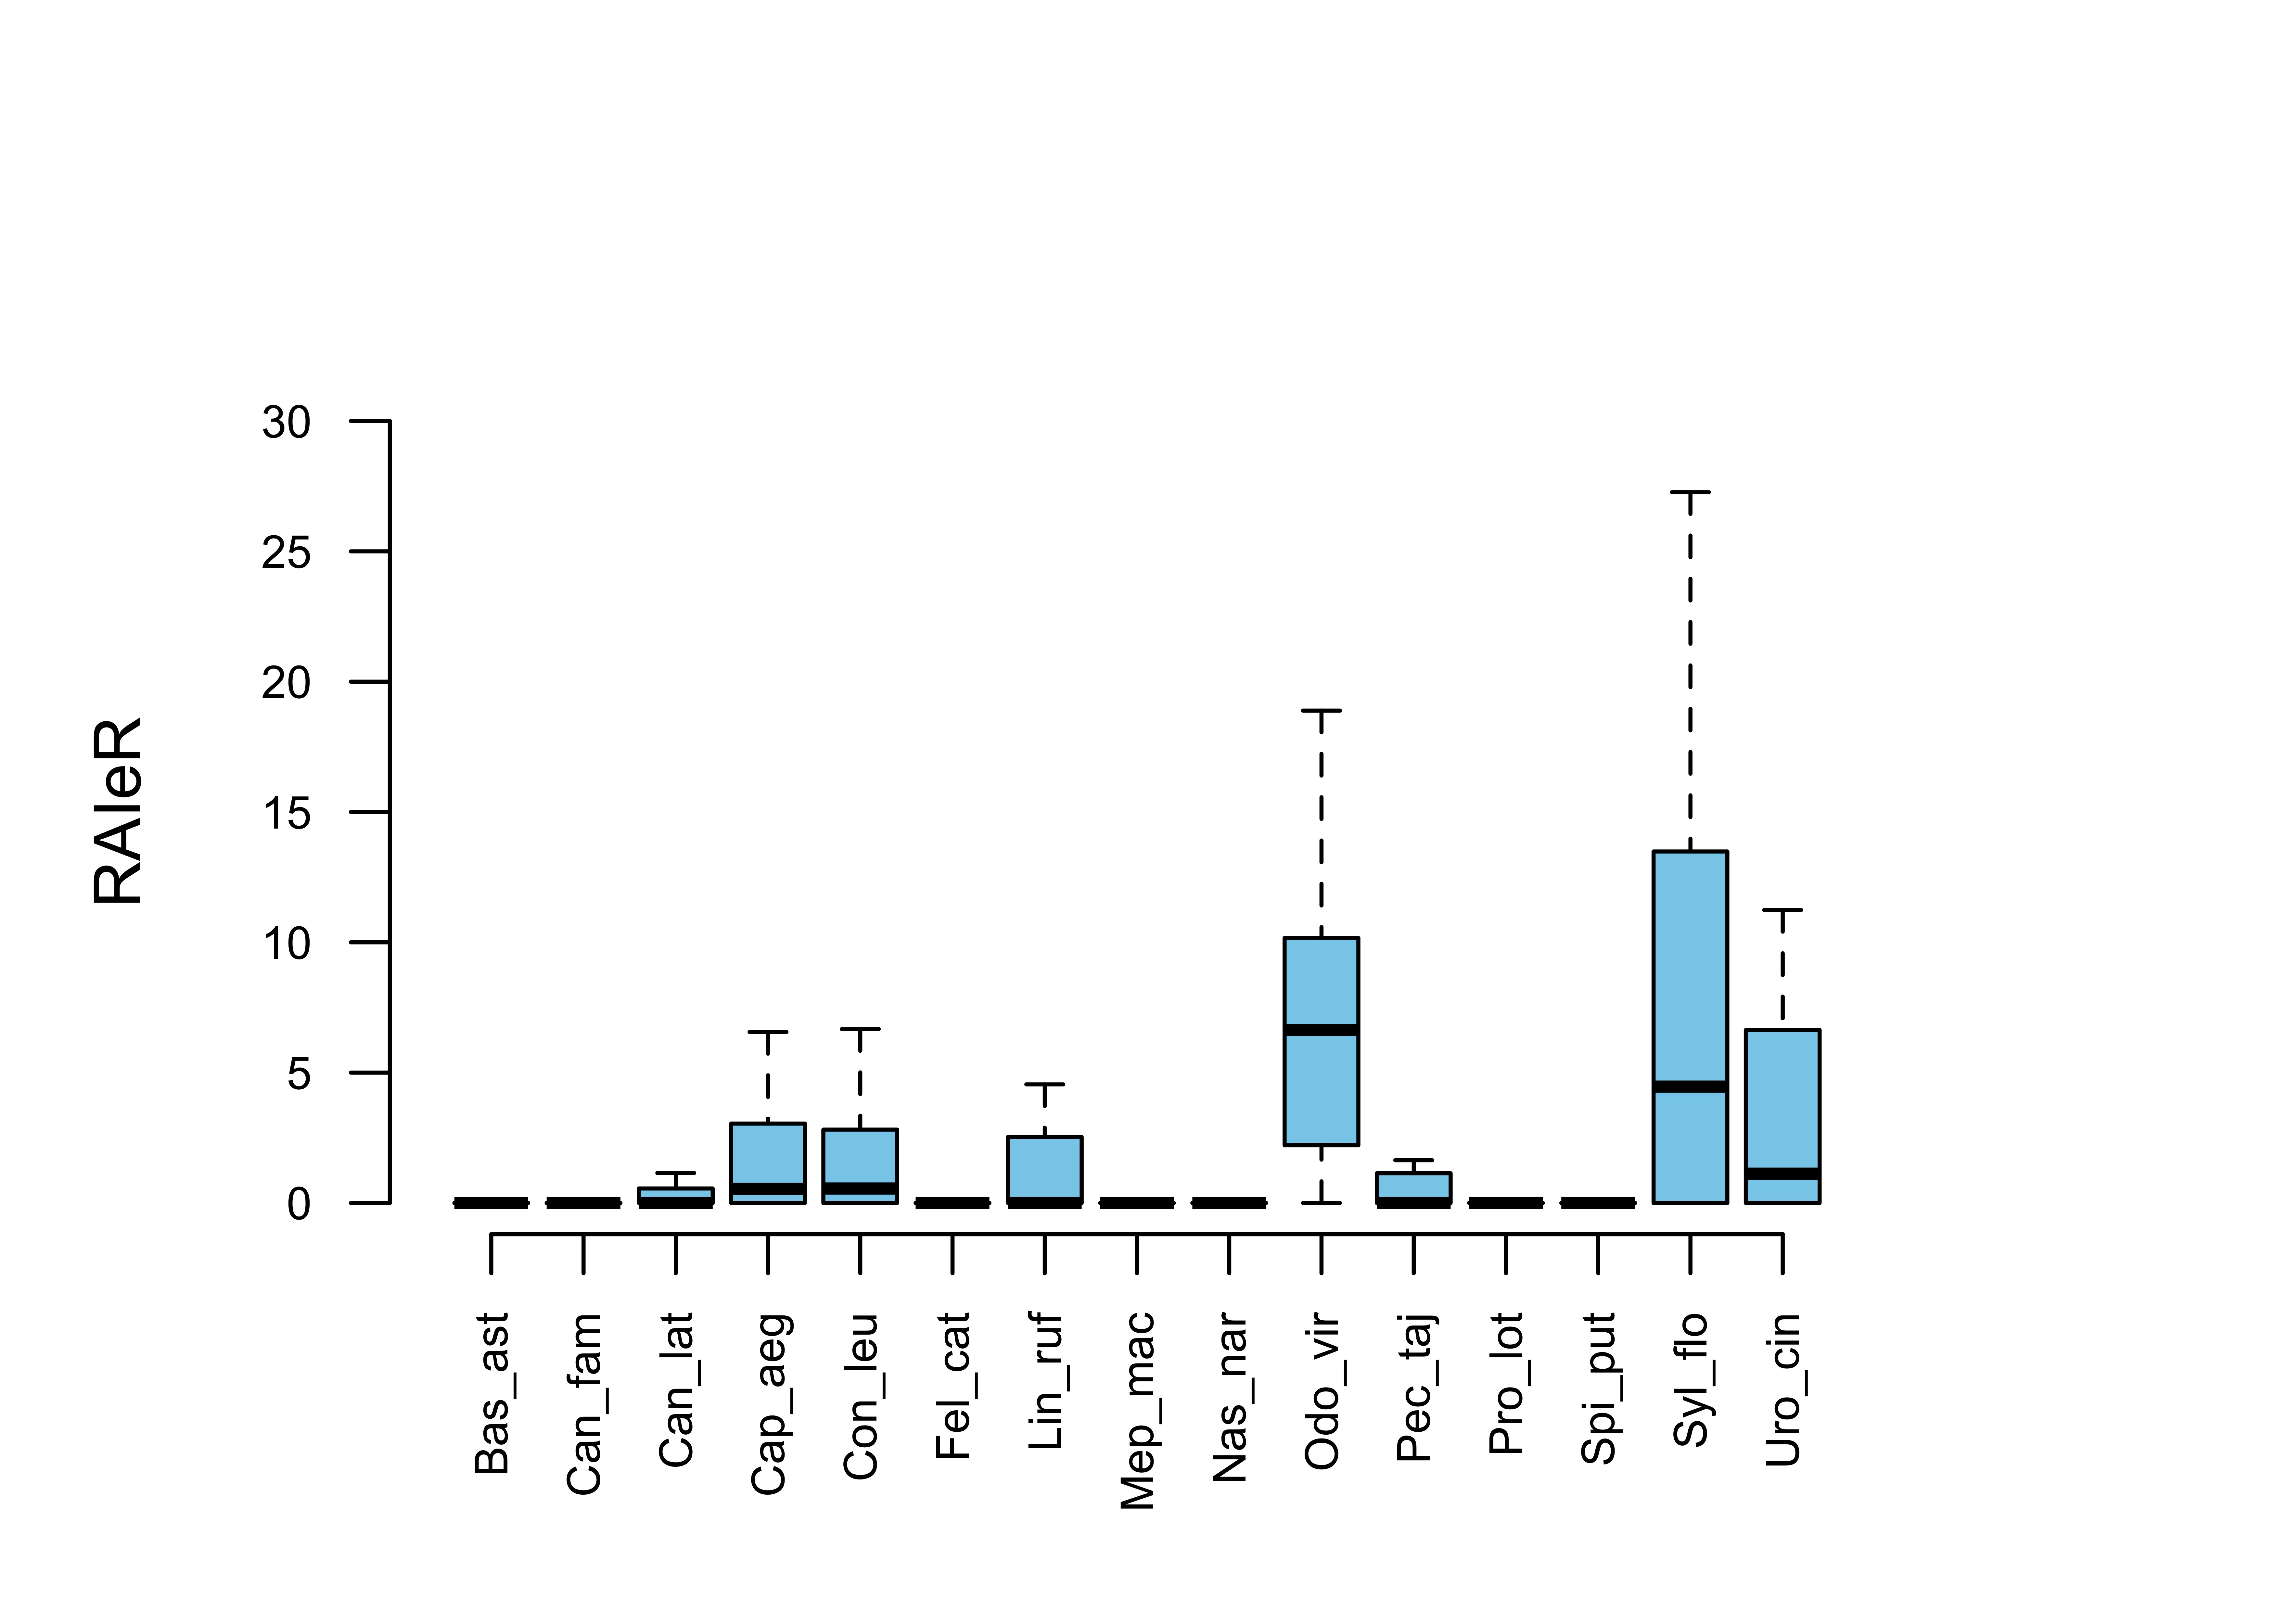 RAIeR
30
25
20
15
10
5
0
Bas_ast
Can_fam
Can_lat
Cap_aeg
Con_leu
Fel_cat
Lin_ruf
Mep_mac
Nas_nar
Odo_vir
Pec_taj
Pro_lot
Spi_put
Syl_flo
Uro_cin